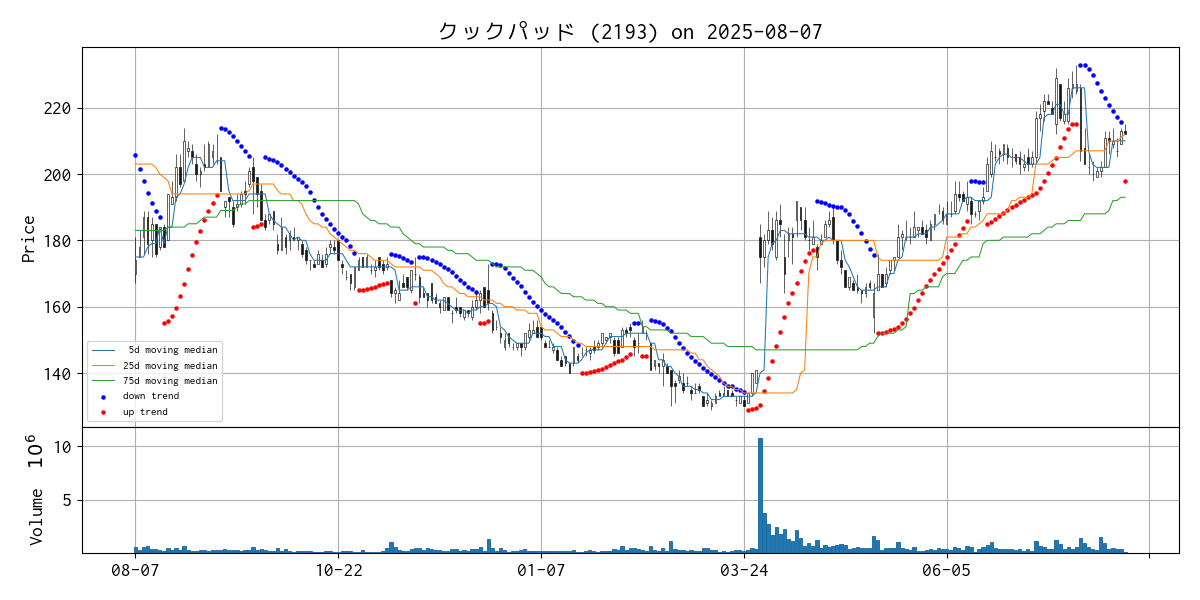 クックパッド (2193) on 2025-08-07
Price
220
200
180
160
140
5d moving median
25d moving median
75d moving median
down trend
up trend
Volume 10^6
10
5
08-07
10-22
01-07
03-24
06-05